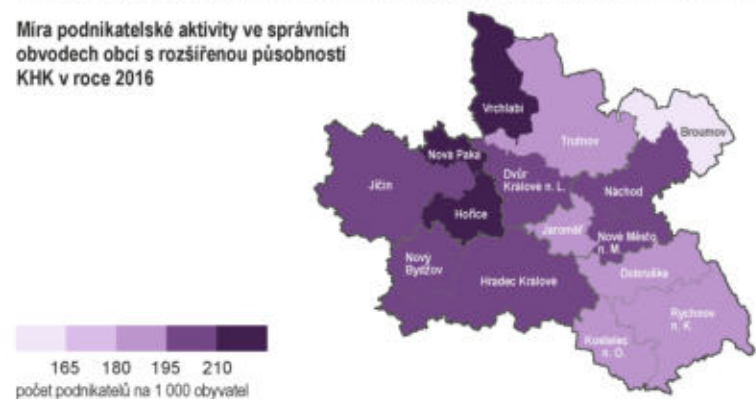 Míra podnikatelské aktivity ve správních
obvodech obcí s rozšířenou působností
KHK v roce 2016
Vrchlabí
Trutnov
Broumov
Nová Paka
Jičín
Dvůr
Králové n. L.
Náchod
Hořice
Jaroměř
Nové Město
n. M.
Nový
Bydžov
Hradec Králové
Dobruška
Rychnov
n. K.
Kostelec
n. O.
165 180 195 210
počet podnikatelů na 1 000 obyvatel